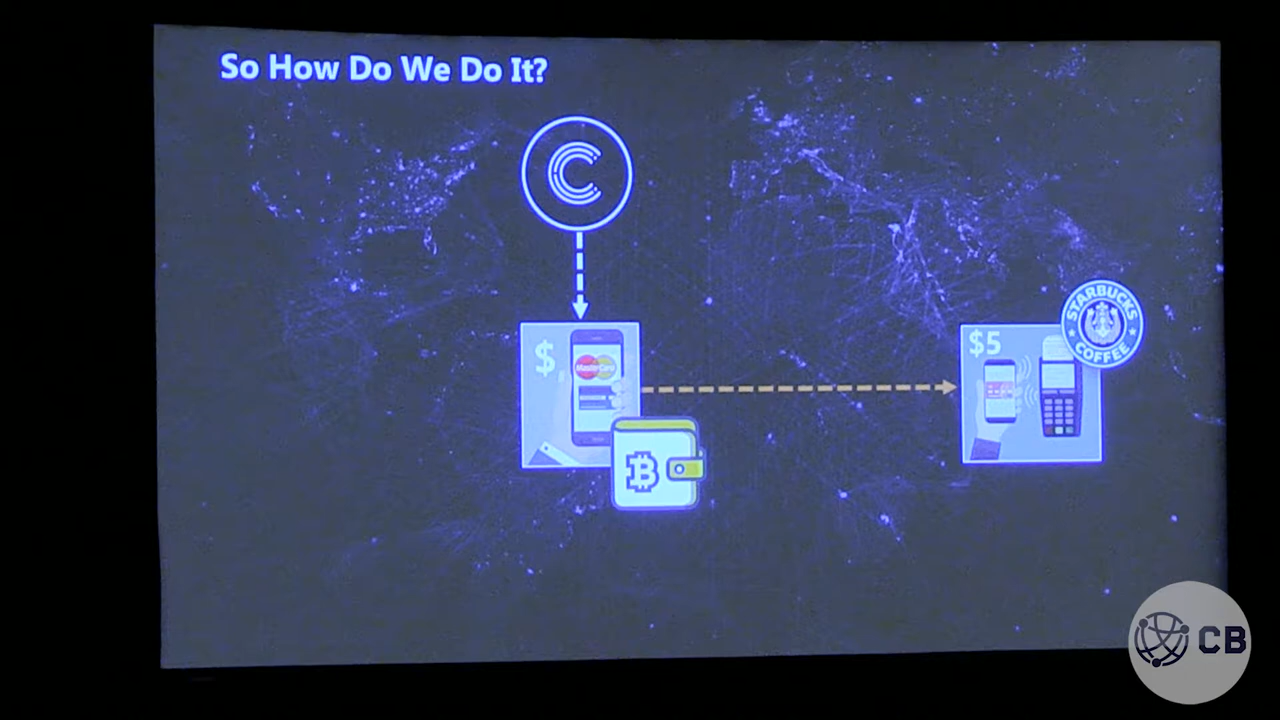 So How Do We Do It?
C
$
MasterCard
B
$5
STARBUCKS
COFFEE
CB